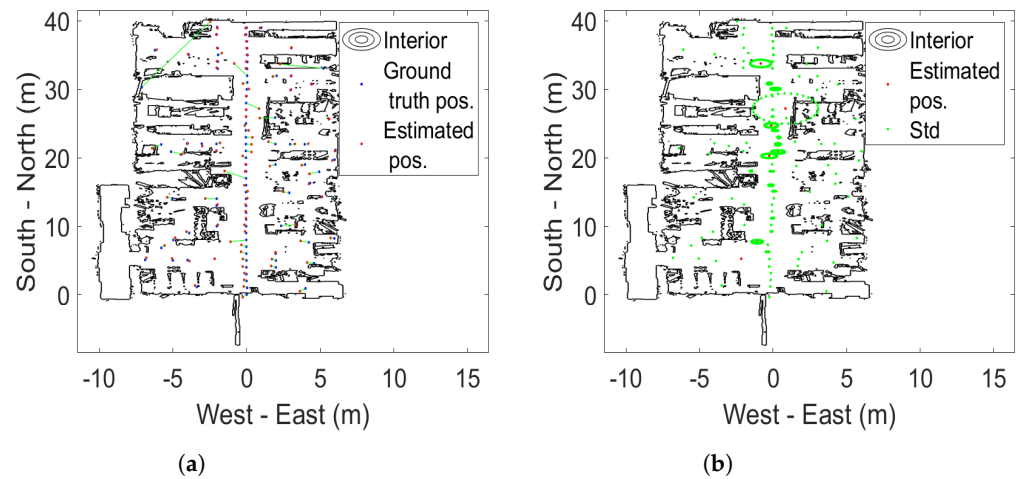 40
30
20
10
0
South - North (m)
-10 -5 0 5 10 15
West - East (m)
Interior
Ground
truth pos.
Estimated
pos.
(a)
40
30
20
10
0
South - North (m)
-10 -5 0 5 10 15
West - East (m)
Interior
Estimated
pos.
Std
(b)